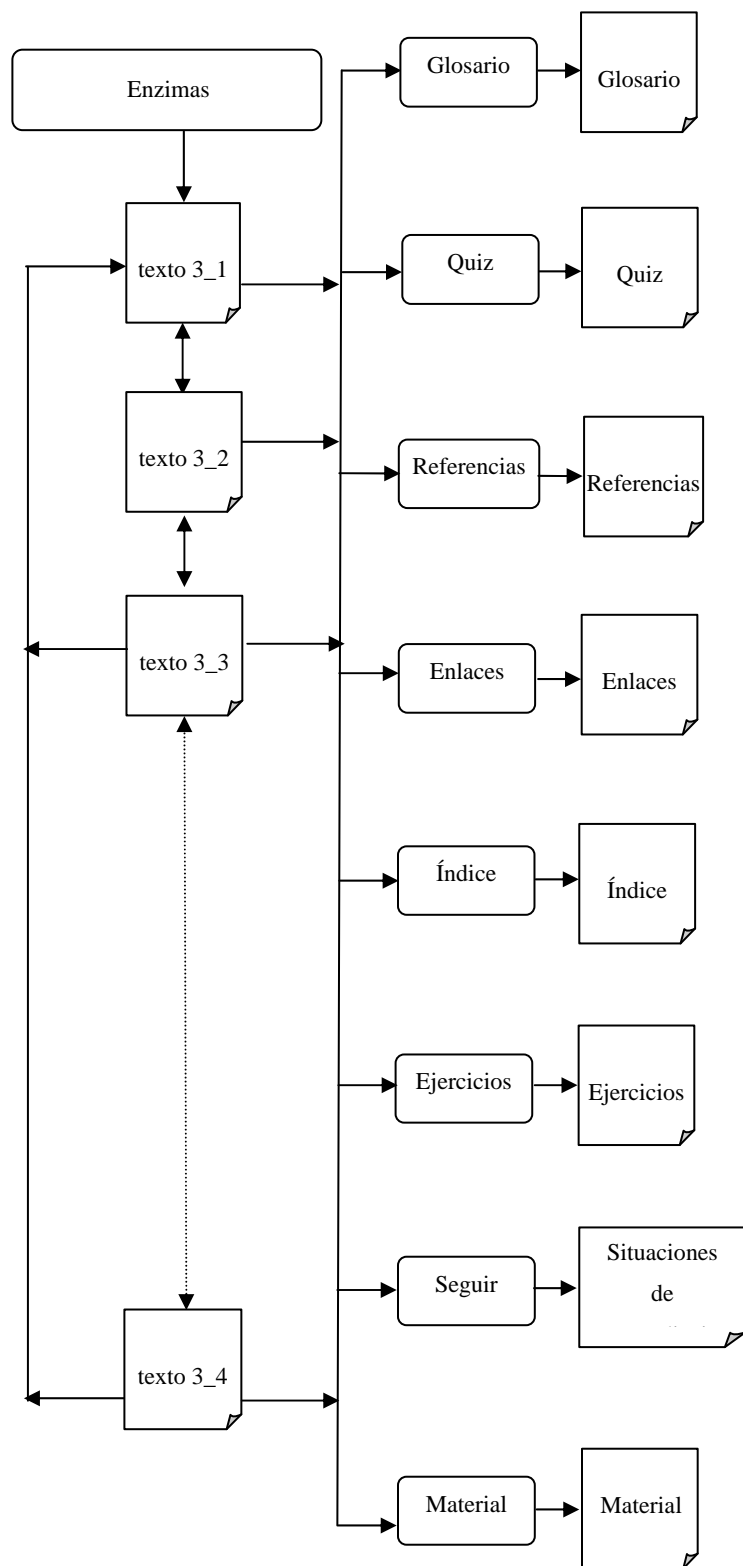 Enzimas
texto 3_1
texto 3_2
texto 3_3
texto 3_4
Glosario
Glosario
Quiz
Quiz
Referencias
Referencias
Enlaces
Enlaces
Índice
Índice
Ejercicios
Ejercicios
Seguir
Situaciones
de
Material
Material